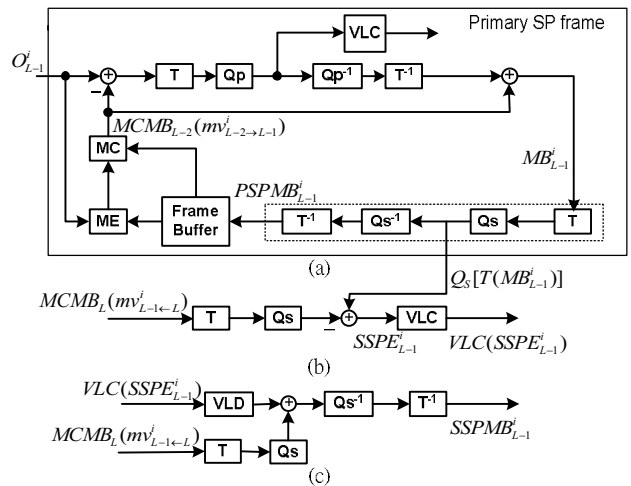 Primary SP frame
VLC
O^i_{L-1}
T
Qp
Qp^{-1}
T^{-1}
−
+
+
MCMB_{L-2}(mv^i_{L-2→L-1})
MC
MB^i_{L-1}
PSPMB^i_{L-1}
ME
Frame
Buffer
T^{-1}
Qs^{-1}
Qs
T
(a)
Q_S[T(MB^i_{L-1})]
MCMB_L(mv^i_{L-1←L})
T
Qs
−
+
VLC
SSPE^i_{L-1}
VLC(SSPE^i_{L-1})
(b)
VLC(SSPE^i_{L-1})
VLD
+
Qs^{-1}
T^{-1}
SSPMB^i_{L-1}
MCMB_L(mv^i_{L-1←L})
T
Qs
(c)